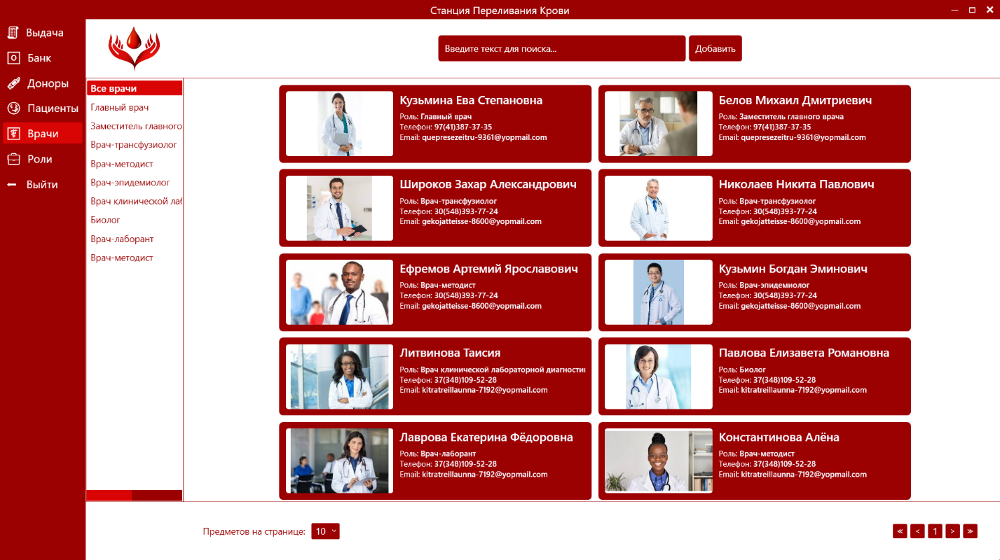 Станция Переливания Крови
Выдача
Банк
Доноры
Пациенты
Врачи
Роли
Выйти
Введите текст для поиска...
Добавить
Все врачи
Главный врач
Заместитель главного
Врач-трансфузиолог
Врач-методист
Врач-эпидемиолог
Врач клинической лаб
Биолог
Врач-лаборант
Врач-методист
Кузьмина Ева Степановна
Роль: Главный врач
Телефон: 97(41)387-37-35
Email: quepresezeitru-9361@yopmail.com
Белов Михаил Дмитриевич
Роль: Заместитель главного врача
Телефон: 97(41)387-37-35
Email: quepresezeitru-9361@yopmail.com
Широков Захар Александрович
Роль: Врач-трансфузиолог
Телефон: 30(548)393-77-24
Email: gekojatteisse-8600@yopmail.com
Николаев Никита Павлович
Роль: Врач-трансфузиолог
Телефон: 30(548)393-77-24
Email: gekojatteisse-8600@yopmail.com
Ефремов Артемий Ярославович
Роль: Врач-методист
Телефон: 30(548)393-77-24
Email: gekojatteisse-8600@yopmail.com
Кузьмин Богдан Эминович
Роль: Врач-эпидемиолог
Телефон: 30(548)393-77-24
Email: gekojatteisse-8600@yopmail.com
Литвинова Таисия
Роль: Врач клинической лабораторной диагности
Телефон: 37(348)109-52-28
Email: kitratreillaunna-7192@yopmail.com
Павлова Елизавета Романовна
Роль: Биолог
Телефон: 37(348)109-52-28
Email: kitratreillaunna-7192@yopmail.com
Лаврова Екатерина Фёдоровна
Роль: Врач-лаборант
Телефон: 37(348)109-52-28
Email: kitratreillaunna-7192@yopmail.com
Константинова Алёна
Роль: Врач-методист
Телефон: 37(348)109-52-28
Email: kitratreillaunna-7192@yopmail.com
Предметов на странице: 10
« < 1 > »